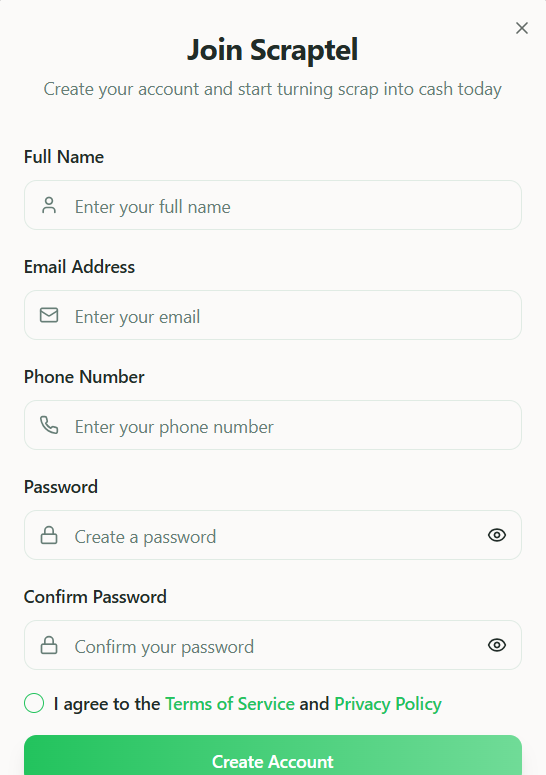 Join Scraptel
Create your account and start turning scrap into cash today
Full Name
Enter your full name
Email Address
Enter your email
Phone Number
Enter your phone number
Password
Create a password
Confirm Password
Confirm your password
I agree to the Terms of Service and Privacy Policy
Create Account